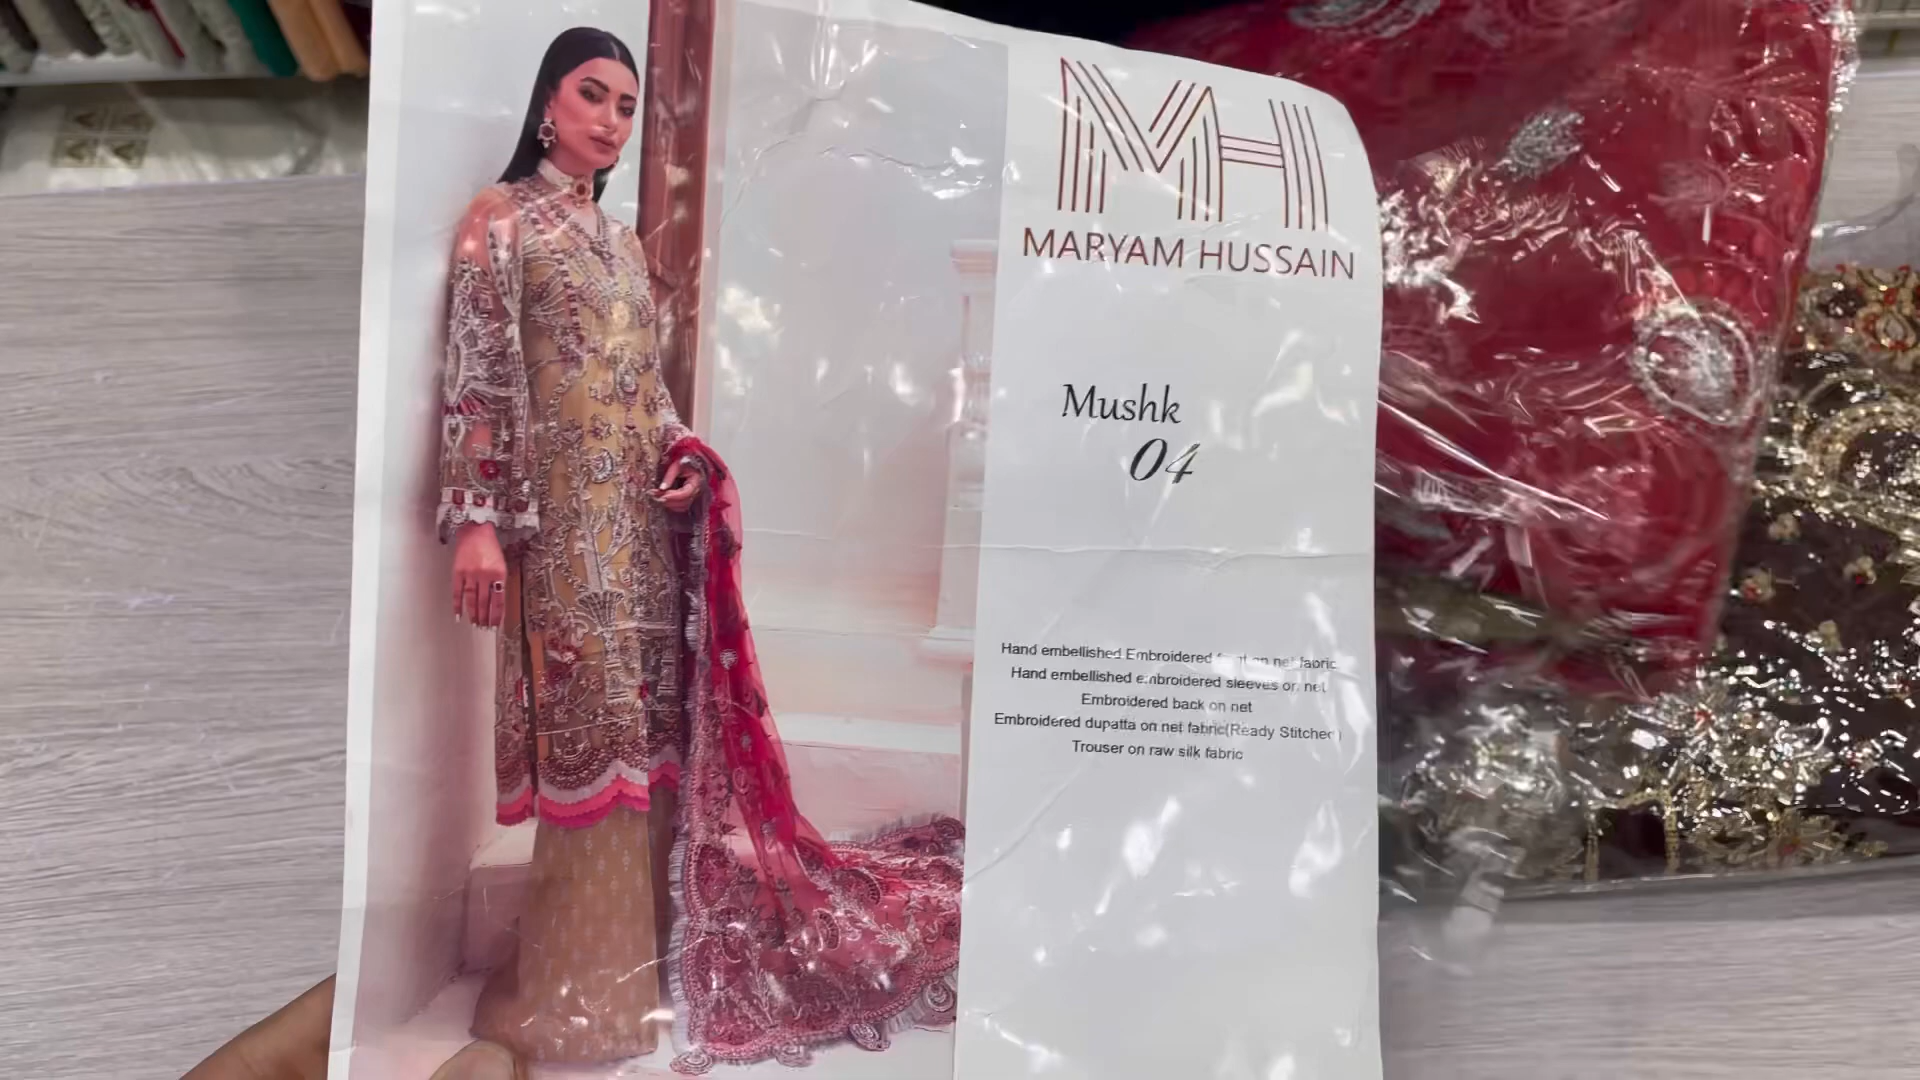 MH
MARYAM HUSSAIN
Mushk
04
Hand embellished Embroidered on net fabric
Hand embellished embroidered sleeves on net
Embroidered back on net
Embroidered dupatta on net fabric(Ready Stitched)
Trouser on raw silk fabric